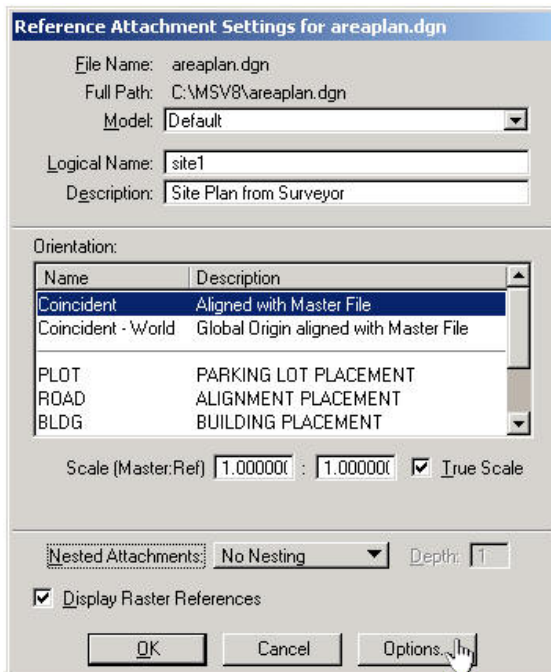 Reference Attachment Settings for areaplan.dgn
File Name: areaplan.dgn
Full Path: C:\MSV8\areaplan.dgn
Model: Default
Logical Name: site1
Description: Site Plan from Surveyor
Orientation:
Name Description
Coincident Aligned with Master File
Coincident - World Global Origin aligned with Master File
PLOT PARKING LOT PLACEMENT
ROAD ALIGNMENT PLACEMENT
BLDG BUILDING PLACEMENT
Scale (Master:Ref) 1.000000 : 1.000000 True Scale
Nested Attachments: No Nesting Depth: 1
Display Raster References
OK Cancel Options...